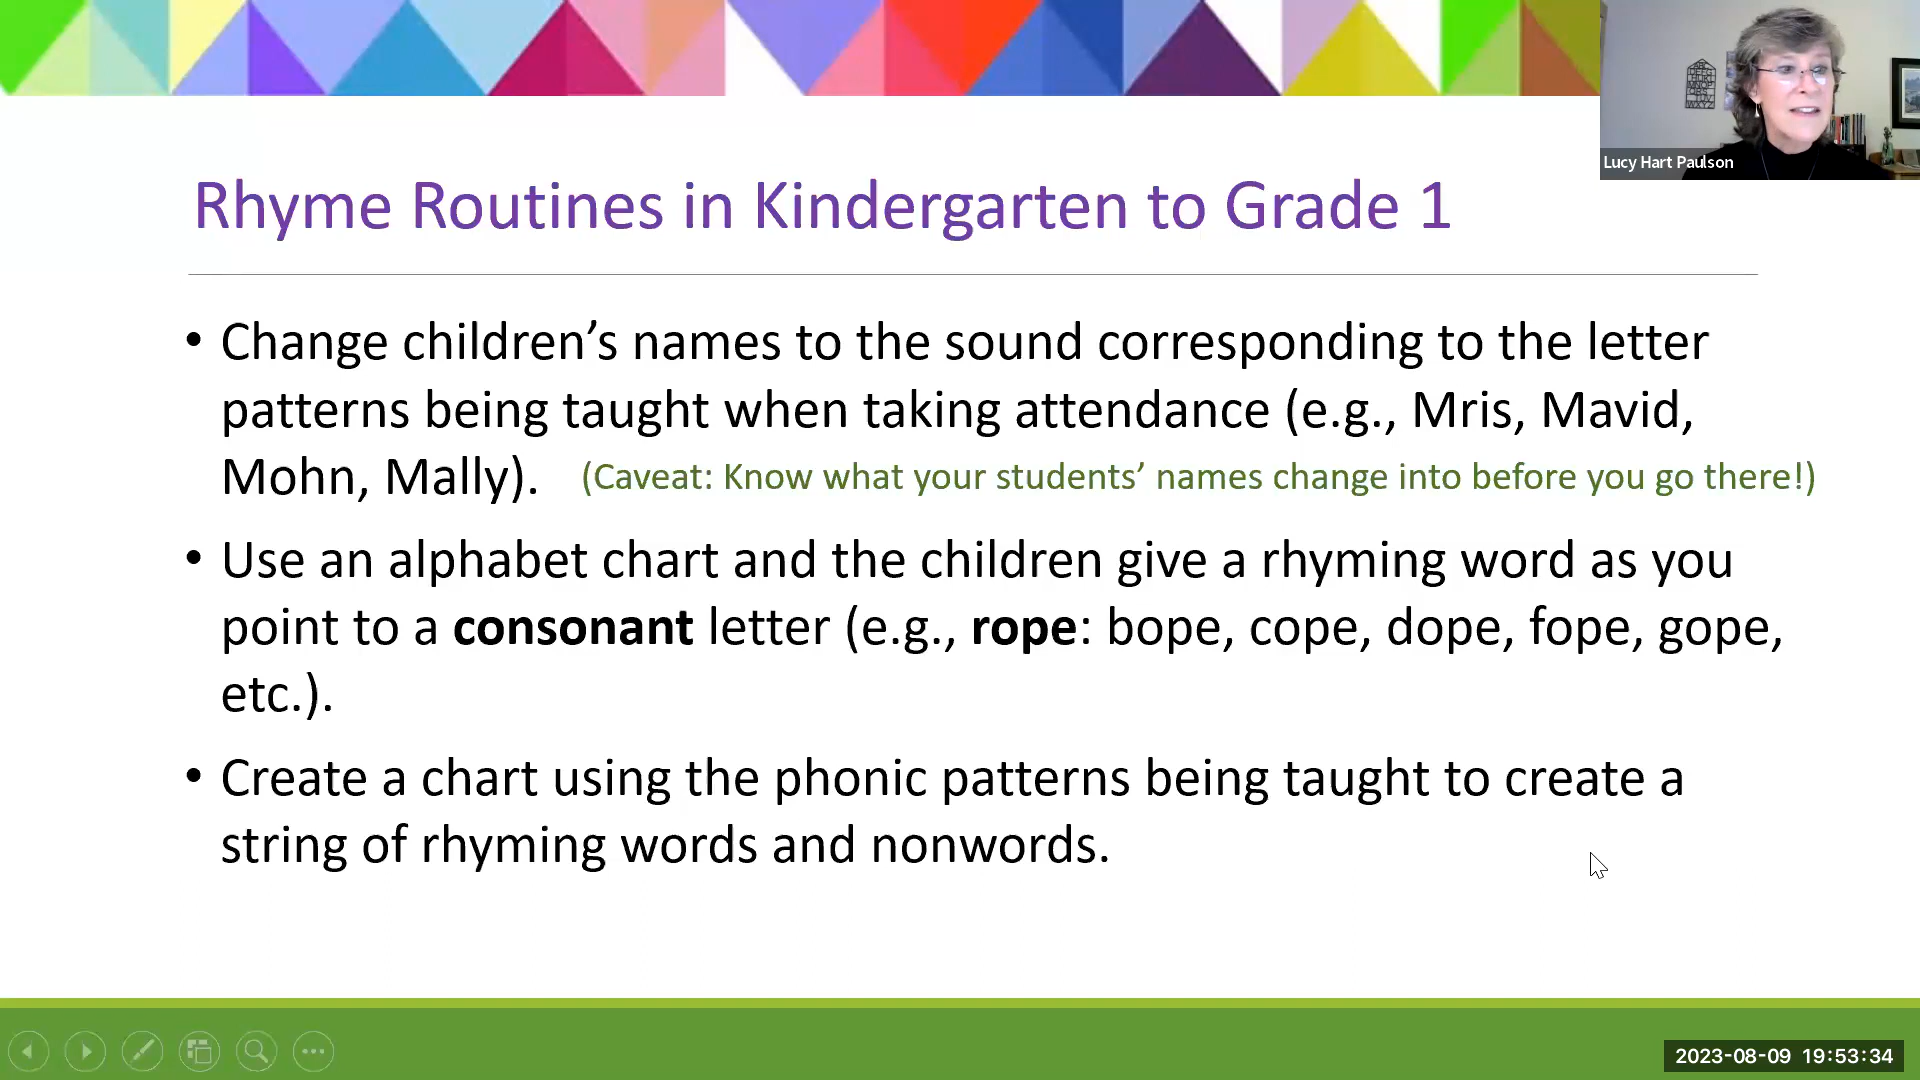 Lucy Hart Paulson
Rhyme Routines in Kindergarten to Grade 1
• Change children’s names to the sound corresponding to the letter
patterns being taught when taking attendance (e.g., Mris, Mavid,
Mohn, Mally). (Caveat: Know what your students’ names change into before you go there!)
• Use an alphabet chart and the children give a rhyming word as you
point to a consonant letter (e.g., rope: bope, cope, dope, fope, gope,
etc.).
• Create a chart using the phonic patterns being taught to create a
string of rhyming words and nonwords.
2023-08-09 19:53:34